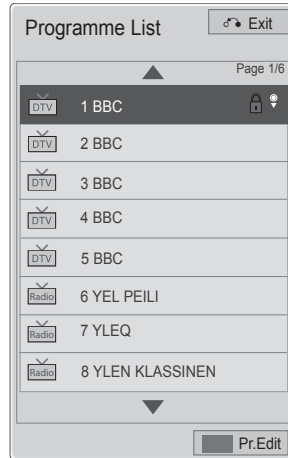 Programme List
Exit
Page 1/6
DTV 1 BBC
DTV 2 BBC
DTV 3 BBC
DTV 4 BBC
DTV 5 BBC
Radio 6 YEL PEILI
Radio 7 YLEQ
Radio 8 YLEN KLASSINEN
Pr.Edit